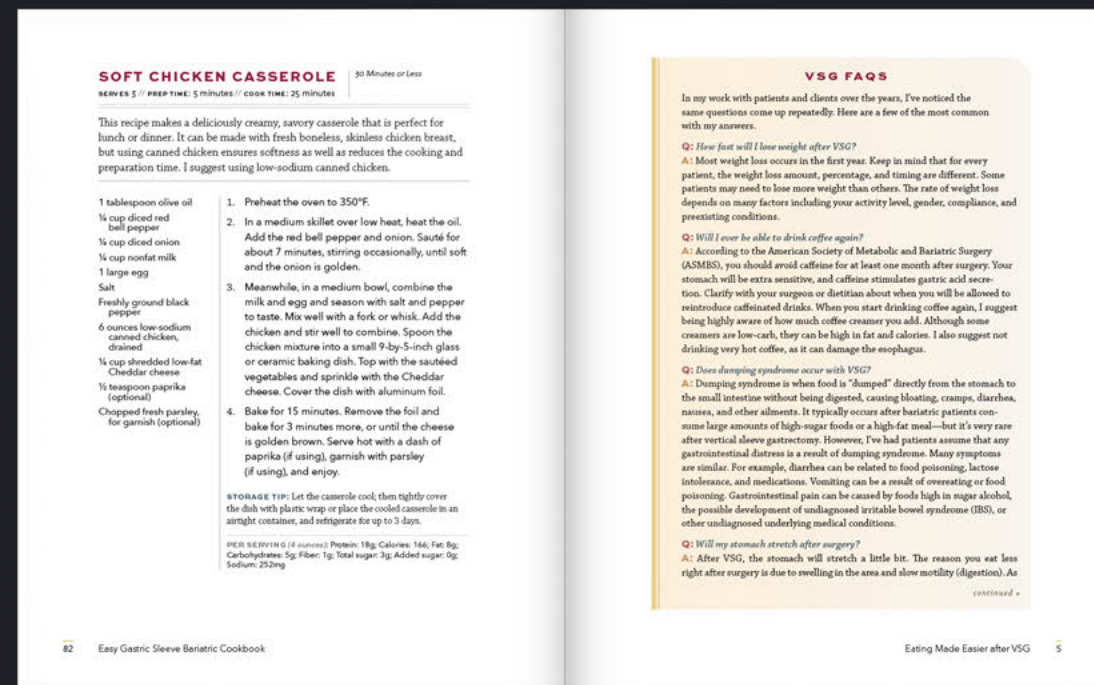 SOFT CHICKEN CASSEROLE
30 Minutes or Less
SERVES 3 // PREP TIME: 5 minutes // COOK TIME: 25 minutes
This recipe makes a deliciously creamy, savory casserole that is perfect for
lunch or dinner. It can be made with fresh boneless, skinless chicken breast,
but using canned chicken ensures softness as well as reduces the cooking and
preparation time. I suggest using low-sodium canned chicken.
1 tablespoon olive oil
¼ cup diced red
bell pepper
¼ cup diced onion
¼ cup nonfat milk
1 large egg
Salt
Freshly ground black
pepper
6 ounces low-sodium
canned chicken,
drained
¼ cup shredded low-fat
Cheddar cheese
½ teaspoon paprika
(optional)
Chopped fresh parsley,
for garnish (optional)
1. Preheat the oven to 350°F.
2. In a medium skillet over low heat, heat the oil.
Add the red bell pepper and onion. Sauté for
about 7 minutes, stirring occasionally, until soft
and the onion is golden.
3. Meanwhile, in a medium bowl, combine the
milk and egg and season with salt and pepper
to taste. Mix well with a fork or whisk. Add the
chicken and stir well to combine. Spoon the
chicken mixture into a small 9-by-5-inch glass
or ceramic baking dish. Top with the sautéed
vegetables and sprinkle with the Cheddar
cheese. Cover the dish with aluminum foil.
4. Bake for 15 minutes. Remove the foil and
bake for 3 minutes more, or until the cheese
is golden brown. Serve hot with a dash of
paprika (if using), garnish with parsley
(if using), and enjoy.
STORAGE TIP: Let the casserole cool; then tightly cover
the dish with plastic wrap or place the cooled casserole in an
airtight container, and refrigerate for up to 3 days.
PER SERVING (4 ounces): Protein: 18g; Calories: 166; Fat: 8g;
Carbohydrates: 5g; Fiber: 1g; Total sugar: 3g; Added sugar: 0g;
Sodium: 252mg
82 Easy Gastric Sleeve Bariatric Cookbook
VSG FAQS
In my work with patients and clients over the years, I've noticed the
same questions come up repeatedly. Here are a few of the most common
with my answers.
Q: How fast will I lose weight after VSG?
A: Most weight loss occurs in the first year. Keep in mind that for every
patient, the weight loss amount, percentage, and timing are different. Some
patients may need to lose more weight than others. The rate of weight loss
depends on many factors including your activity level, gender, compliance, and
preexisting conditions.
Q: Will I ever be able to drink coffee again?
A: According to the American Society of Metabolic and Bariatric Surgery
(ASMBS), you should avoid caffeine for at least one month after surgery. Your
stomach will be extra sensitive, and caffeine stimulates gastric acid secre-
tion. Clarify with your surgeon or dietitian about when you will be allowed to
reintroduce caffeinated drinks. When you start drinking coffee again, I suggest
being highly aware of how much coffee creamer you add. Although some
creamers are low-carb, they can be high in fat and calories. I also suggest not
drinking very hot coffee, as it can damage the esophagus.
Q: Does dumping syndrome occur with VSG?
A: Dumping syndrome is when food is "dumped" directly from the stomach to
the small intestine without being digested, causing bloating, cramps, diarrhea,
nausea, and other ailments. It typically occurs after bariatric patients con-
sume large amounts of high-sugar foods or a high-fat meal—but it's very rare
after vertical sleeve gastrectomy. However, I've had patients assume that any
gastrointestinal distress is a result of dumping syndrome. Many symptoms
are similar. For example, diarrhea can be related to food poisoning, lactose
intolerance, and medications. Vomiting can be a result of overeating or food
poisoning. Gastrointestinal pain can be caused by foods high in sugar alcohol,
the possible development of undiagnosed irritable bowel syndrome (IBS), or
other undiagnosed underlying medical conditions.
Q: Will my stomach stretch after surgery?
A: After VSG, the stomach will stretch a little bit. The reason you eat less
right after surgery is due to swelling in the area and slow motility (digestion). As
continued »
Eating Made Easier after VSG 5